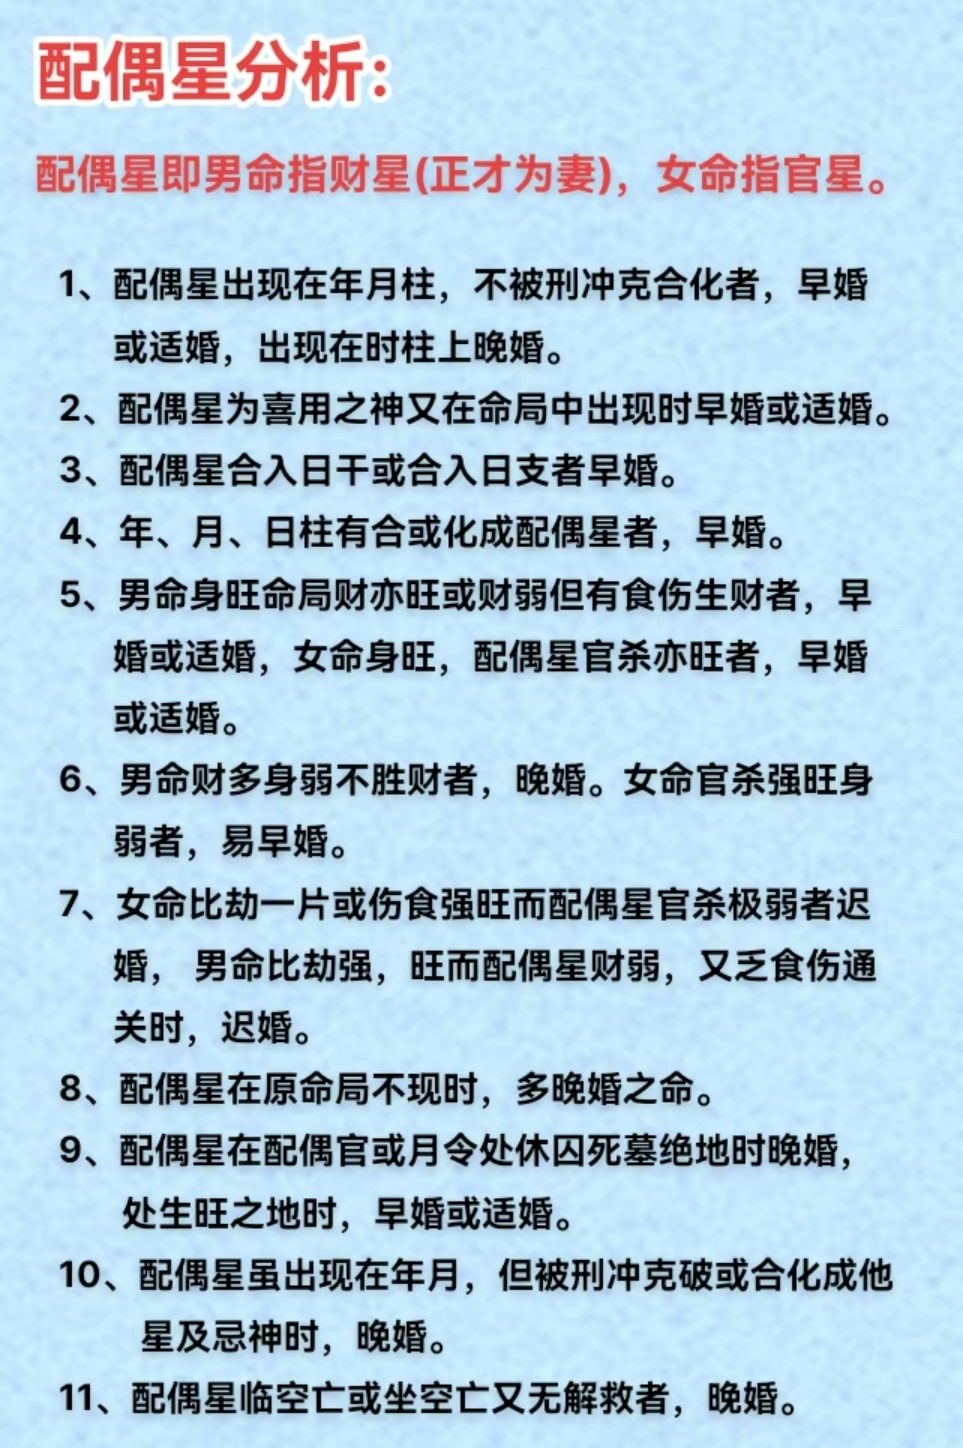 配偶星分析:
配偶星即男命指财星(正才为妻)，女命指官星。
1、配偶星出现在年月柱，不被刑冲克合化者，早婚
或适婚，出现在时柱上晚婚。
2、配偶星为喜用之神又在命局中出现时早婚或适婚。
3、配偶星合入日干或合入日支者早婚。
4、年、月、日柱有合或化成配偶星者，早婚。
5、男命身旺命局财亦旺或财弱但有食伤生财者，早
婚或适婚，女命身旺，配偶星官杀亦旺者，早婚
或适婚。
6、男命财多身弱不胜财者，晚婚。女命官杀强旺身
弱者，易早婚。
7、女命比劫一片或伤食强旺而配偶星官杀极弱者迟
婚， 男命比劫强，旺而配偶星财弱，又乏食伤通
关时，迟婚。
8、配偶星在原命局不现时，多晚婚之命。
9、配偶星在配偶官或月令处休囚死墓绝地时晚婚，
处生旺之地时，早婚或适婚。
10、配偶星虽出现在年月，但被刑冲克破或合化成他
星及忌神时，晚婚。
11、配偶星临空亡或坐空亡又无解救者，晚婚。